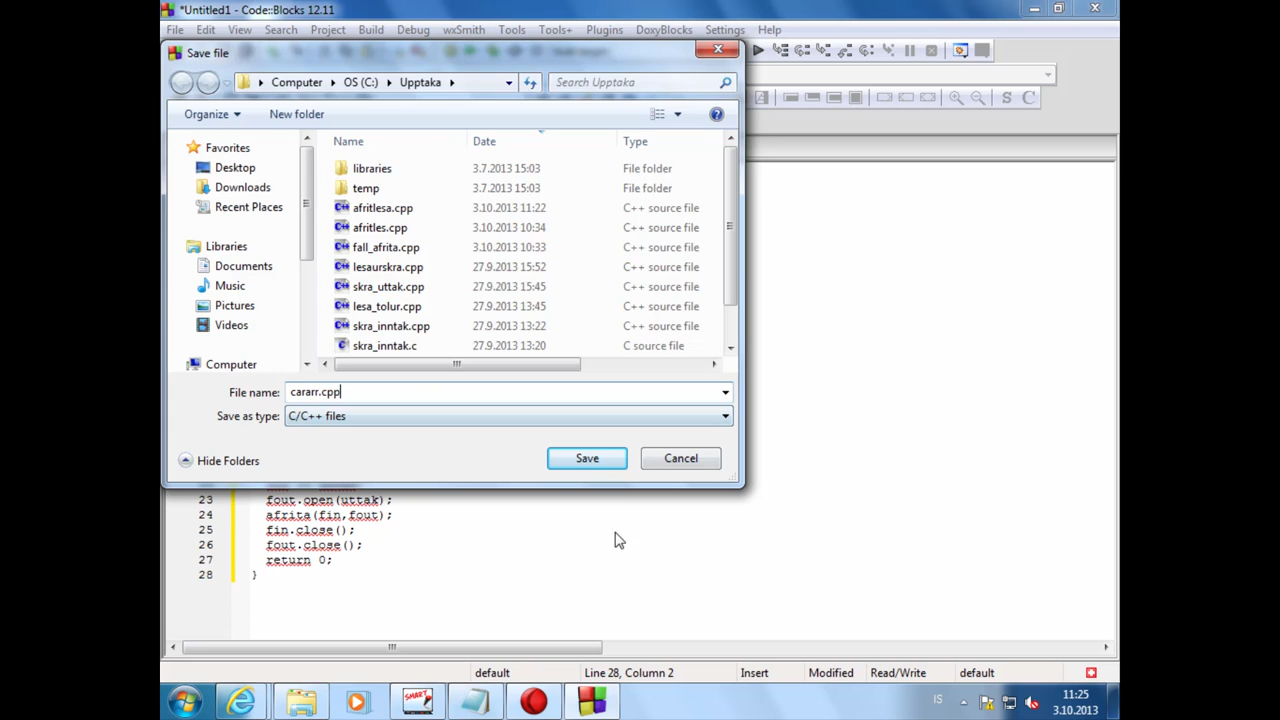 *Untitled1 - Code::Blocks 12.11
File Edit View Search Project Build Debug wxSmith Tools Tools+ Plugins DoxyBlocks Settings Help
Save file
Computer OS (C:) Upptaka Search Upptaka
Organize New folder
Name Date Type
Favorites
Desktop
Downloads
Recent Places
Libraries
Documents
Music
Pictures
Videos
Computer
libraries 3.7.2013 15:03 File folder
temp 3.7.2013 15:03 File folder
afritlesa.cpp 3.10.2013 11:22 C++ source file
afritles.cpp 3.10.2013 10:34 C++ source file
fall_afrita.cpp 3.10.2013 10:33 C++ source file
lesaurskra.cpp 27.9.2013 15:52 C++ source file
skra_uttak.cpp 27.9.2013 15:45 C++ source file
lesa_tolur.cpp 27.9.2013 13:45 C++ source file
skra_inntak.cpp 27.9.2013 13:22 C++ source file
skra_inntak.c 27.9.2013 13:20 C source file
File name: cararr.cpp
Save as type: C/C++ files
Hide Folders Save Cancel
S C
23 fout.open(uttak);
24 afrita(fin,fout);
25 fin.close();
26 fout.close();
27 return 0;
28 }
default Line 28, Column 2 Insert Modified Read/Write default
SMART
IS 11:25
3.10.2013